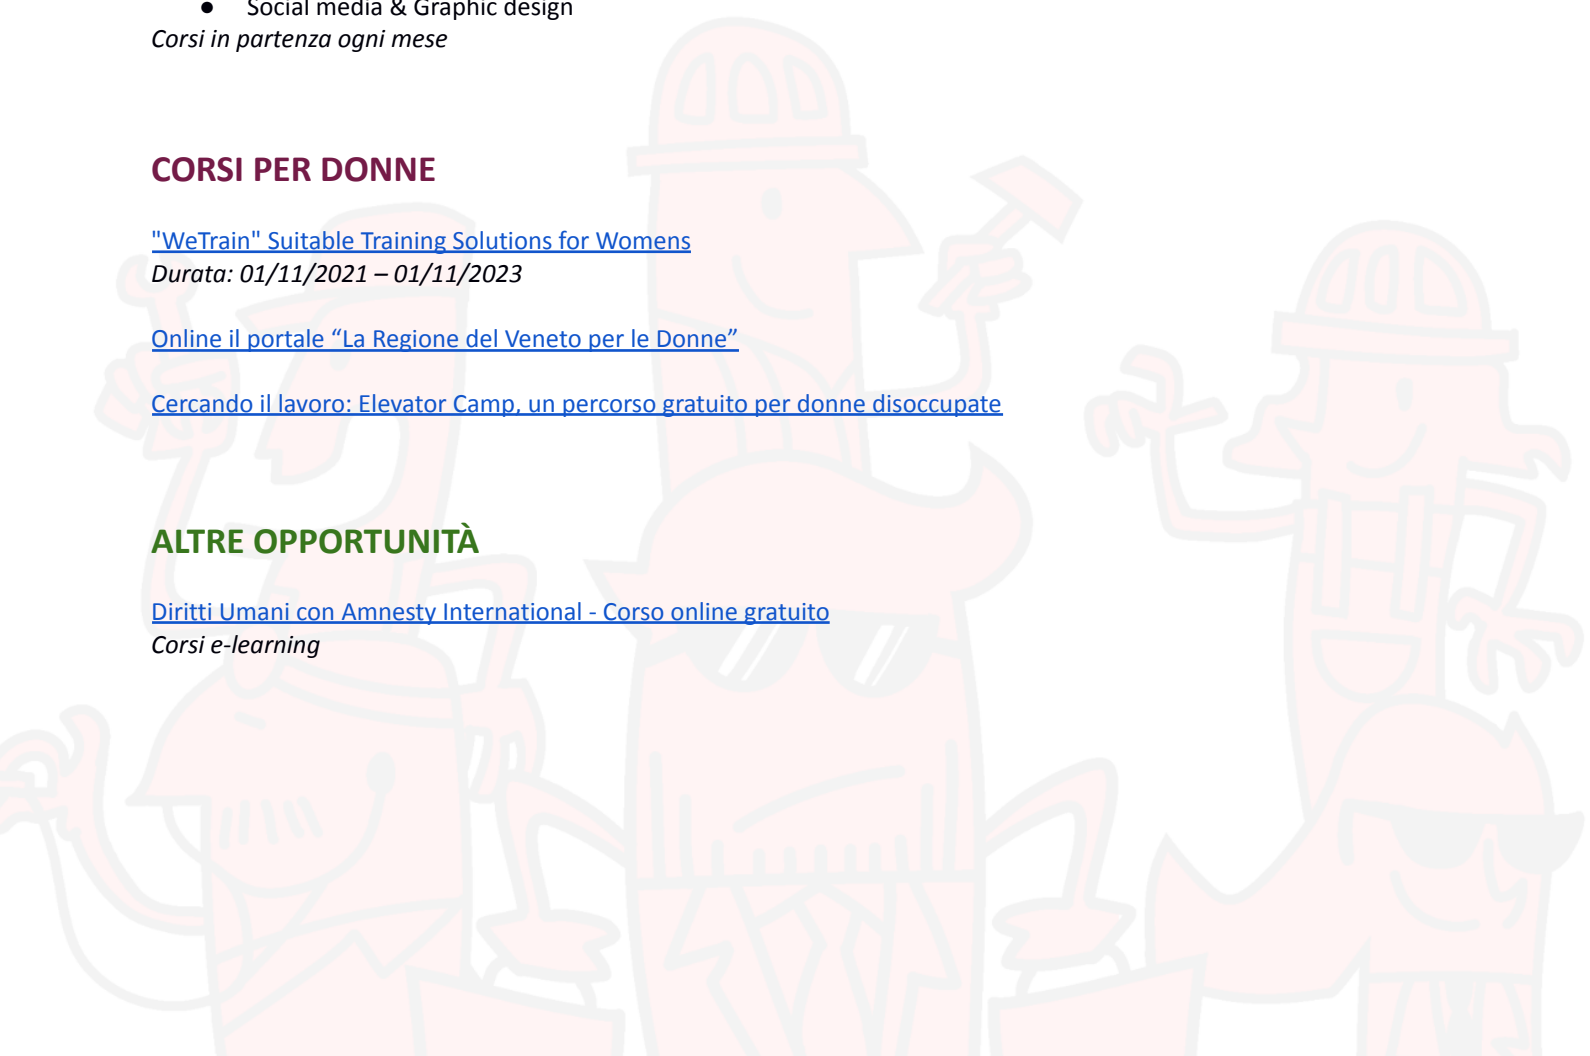 ● Social media & Graphic design
Corsi in partenza ogni mese
CORSI PER DONNE
"WeTrain" Suitable Training Solutions for Womens
Durata: 01/11/2021 – 01/11/2023
Online il portale “La Regione del Veneto per le Donne”
Cercando il lavoro: Elevator Camp, un percorso gratuito per donne disoccupate
ALTRE OPPORTUNITÀ
Diritti Umani con Amnesty International - Corso online gratuito
Corsi e-learning